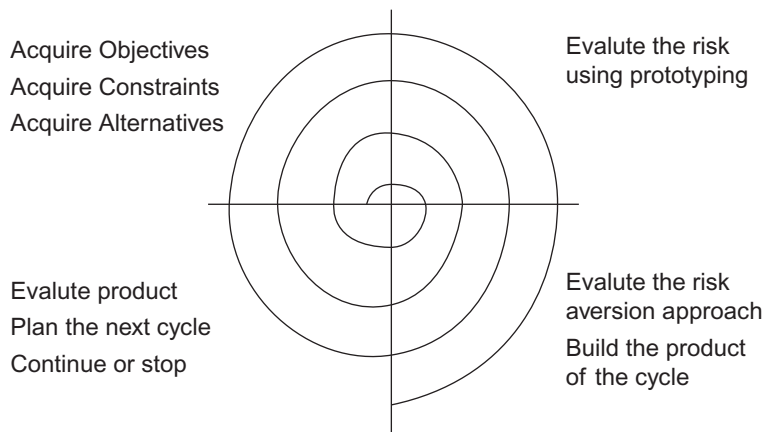 Acquire Objectives
Acquire Constraints
Acquire Alternatives
Evalute the risk
using prototyping
Evalute product
Plan the next cycle
Continue or stop
Evalute the risk
aversion approach
Build the product
of the cycle